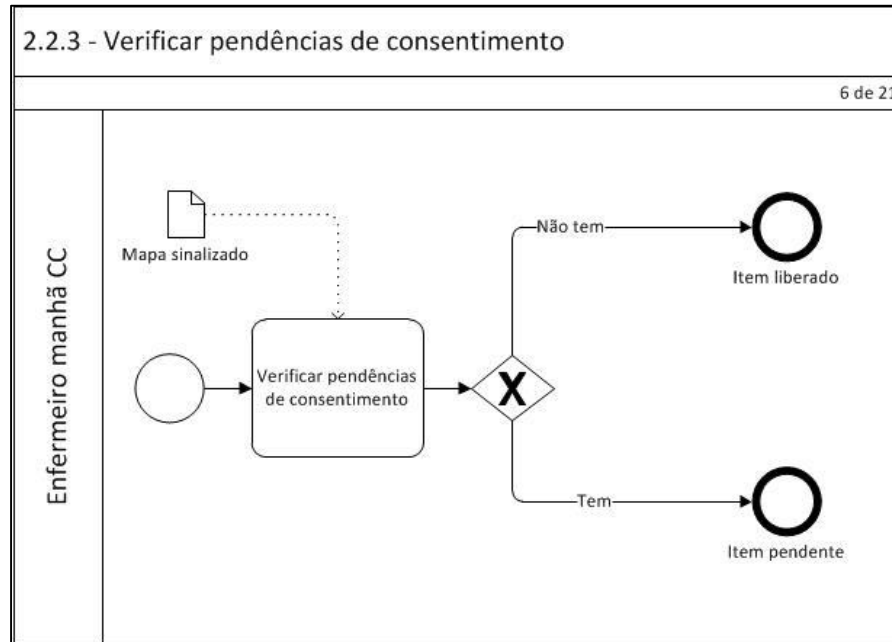 2.2.3 - Verificar pendências de consentimento
6 de 21
Enfermeiro manhã CC
Mapa sinalizado
Verificar pendências
de consentimento
X
Não tem
Item liberado
Tem
Item pendente